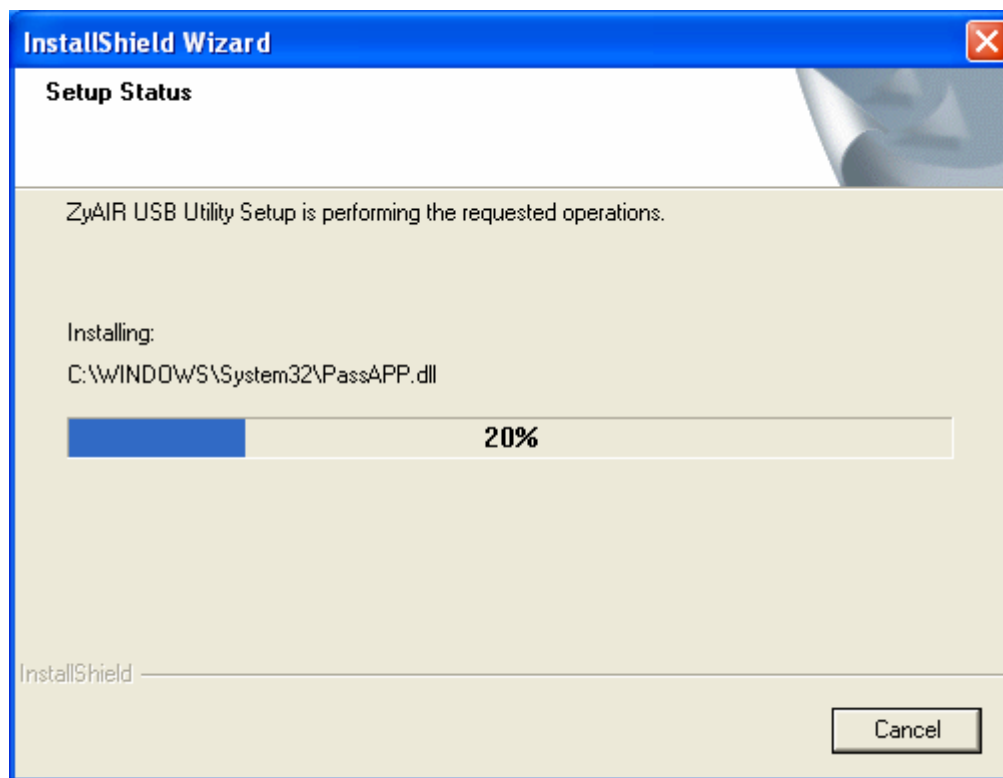 InstallShield Wizard
Setup Status
ZyAIR USB Utility Setup is performing the requested operations.
Installing:
C:\WINDOWS\System32\PassAPP.dll
20%
InstallShield
Cancel